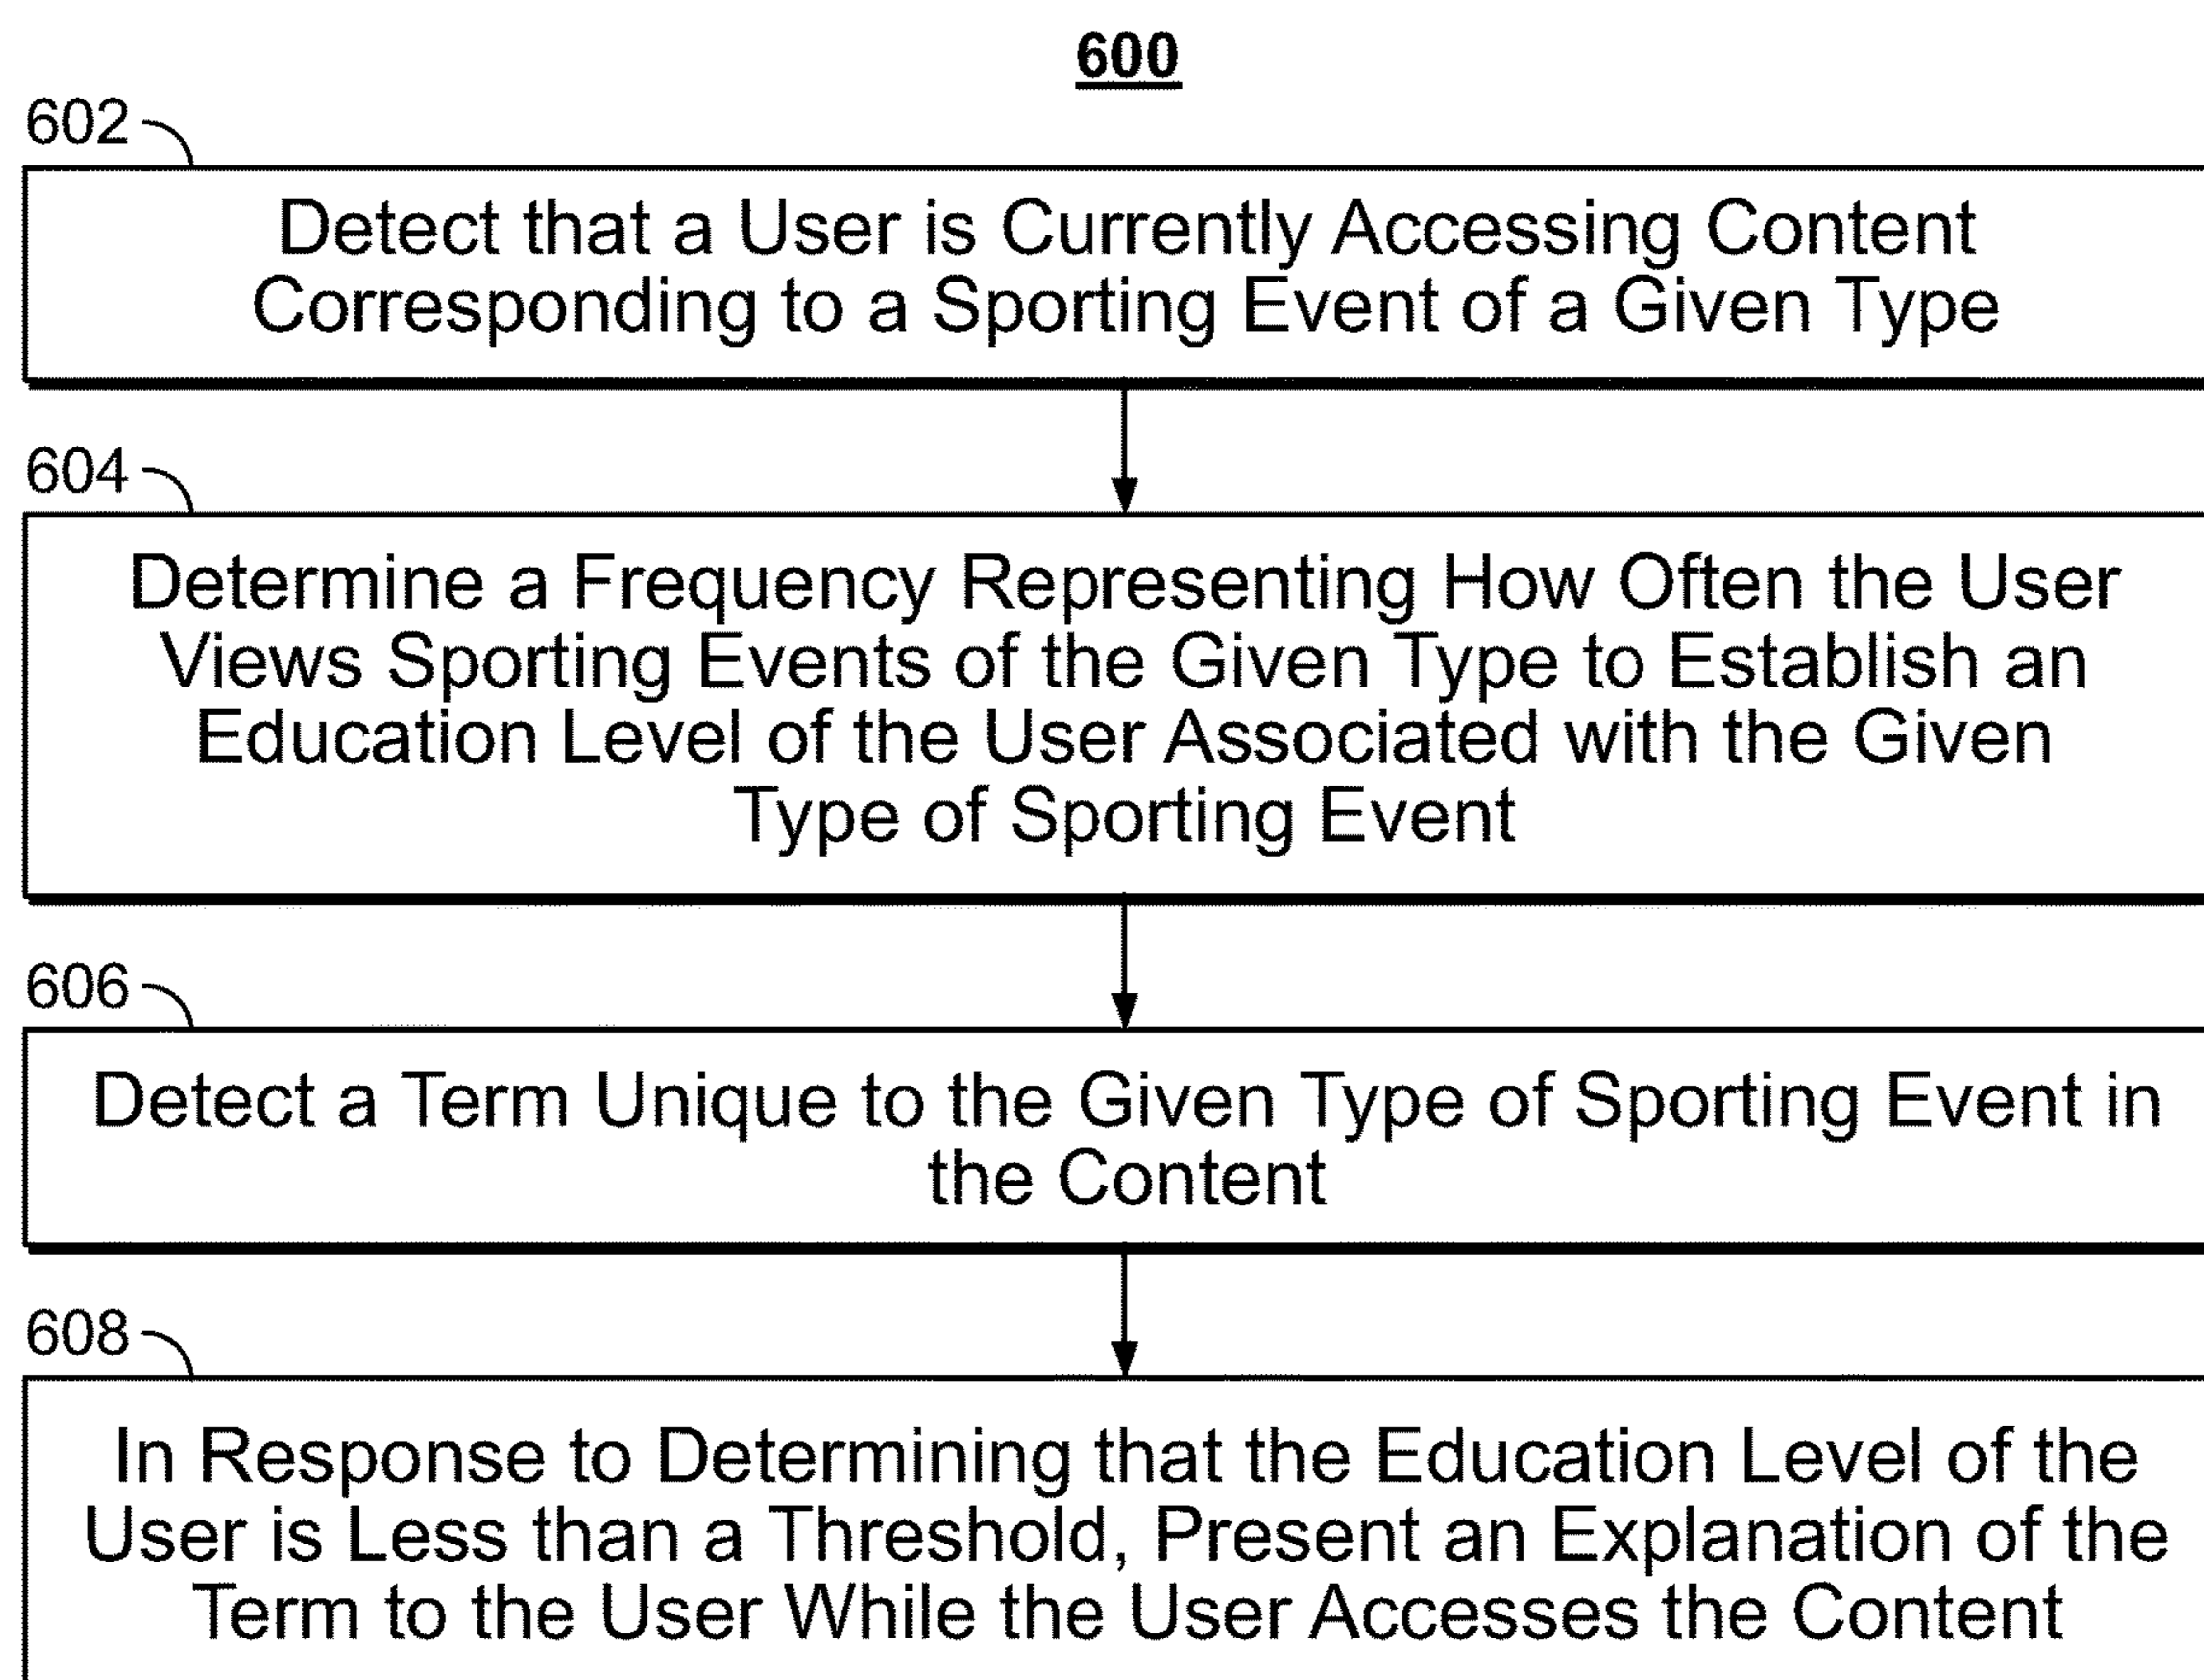 600
602
Detect that a User is Currently Accessing Content
Corresponding to a Sporting Event of a Given Type
604
Determine a Frequency Representing How Often the User
Views Sporting Events of the Given Type to Establish an
Education Level of the User Associated with the Given
Type of Sporting Event
606
Detect a Term Unique to the Given Type of Sporting Event in
the Content
608
In Response to Determining that the Education Level of the
User is Less than a Threshold, Present an Explanation of the
Term to the User While the User Accesses the Content